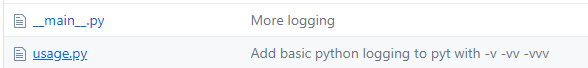 __main__.py More logging
usage.py Add basic python logging to pyt with -v -vv -vvv